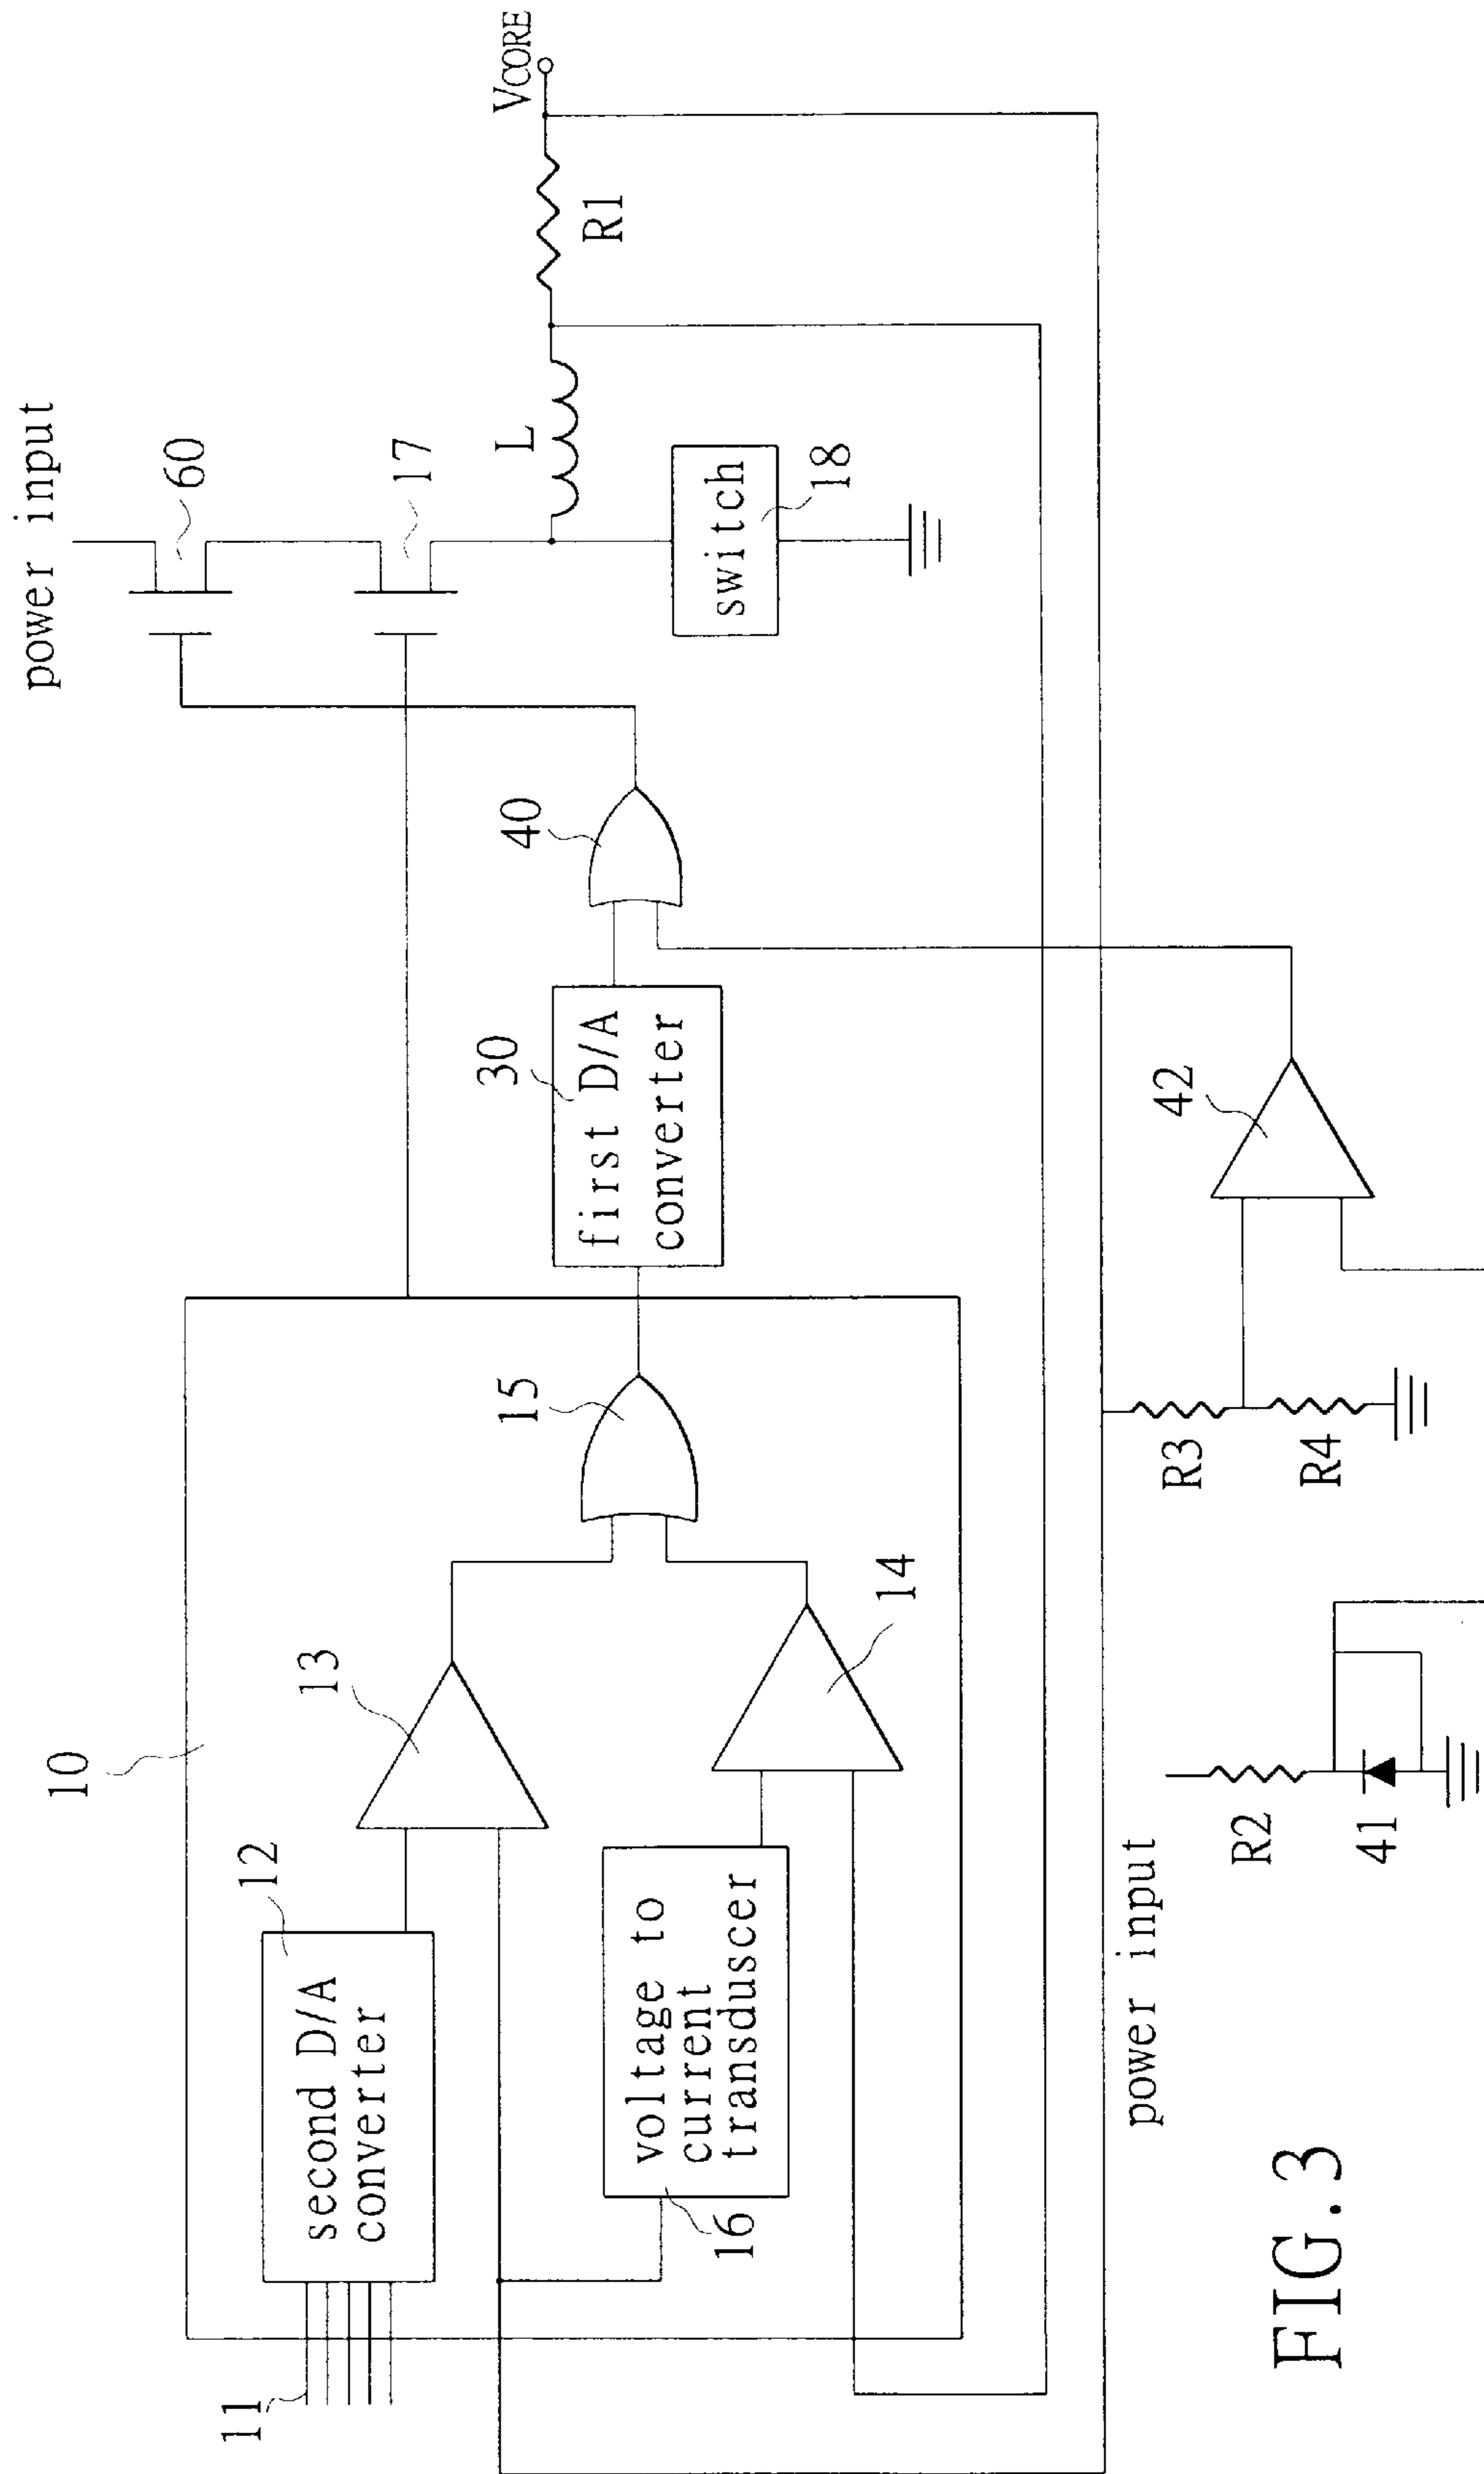 power input
60
17
VCORE
L
R1
switch
18
40
30
first D/A
converter
10
15
13
14
12
second D/A
converter
voltage to
current
transduscer
16
11
42
R3
R4
power input
R2
41
FIG.3